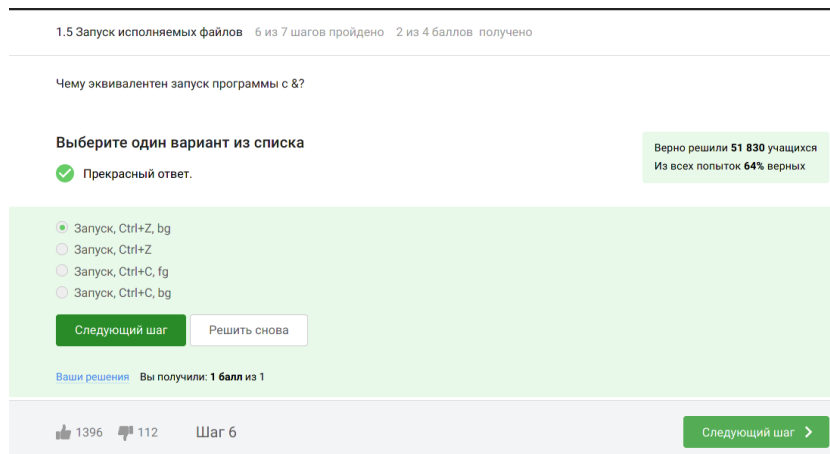 1.5 Запуск исполняемых файлов 6 из 7 шагов пройдено 2 из 4 баллов получено
Чему эквивалентен запуск программы с &?
Выберите один вариант из списка
Прекрасный ответ.
Верно решили 51 830 учащихся
Из всех попыток 64% верных
Запуск, Ctrl+Z, bg
Запуск, Ctrl+Z
Запуск, Ctrl+C, fg
Запуск, Ctrl+C, bg
Следующий шаг Решить снова
Ваши решения Вы получили: 1 балл из 1
1396 112 Шаг 6 Следующий шаг